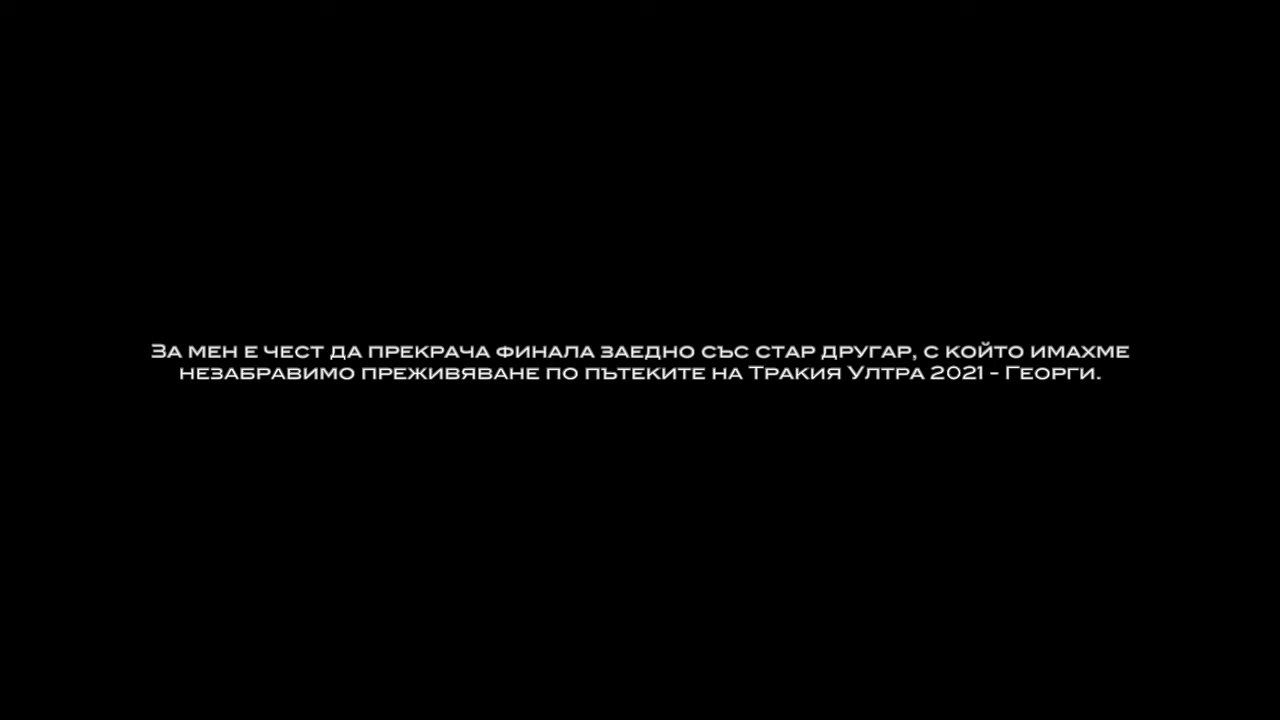 За мен е чест да прекрача финала заедно със стар другар, с който имахме
незабравимо преживяване по пътеките на Тракия Ултра 2021 - Георги.